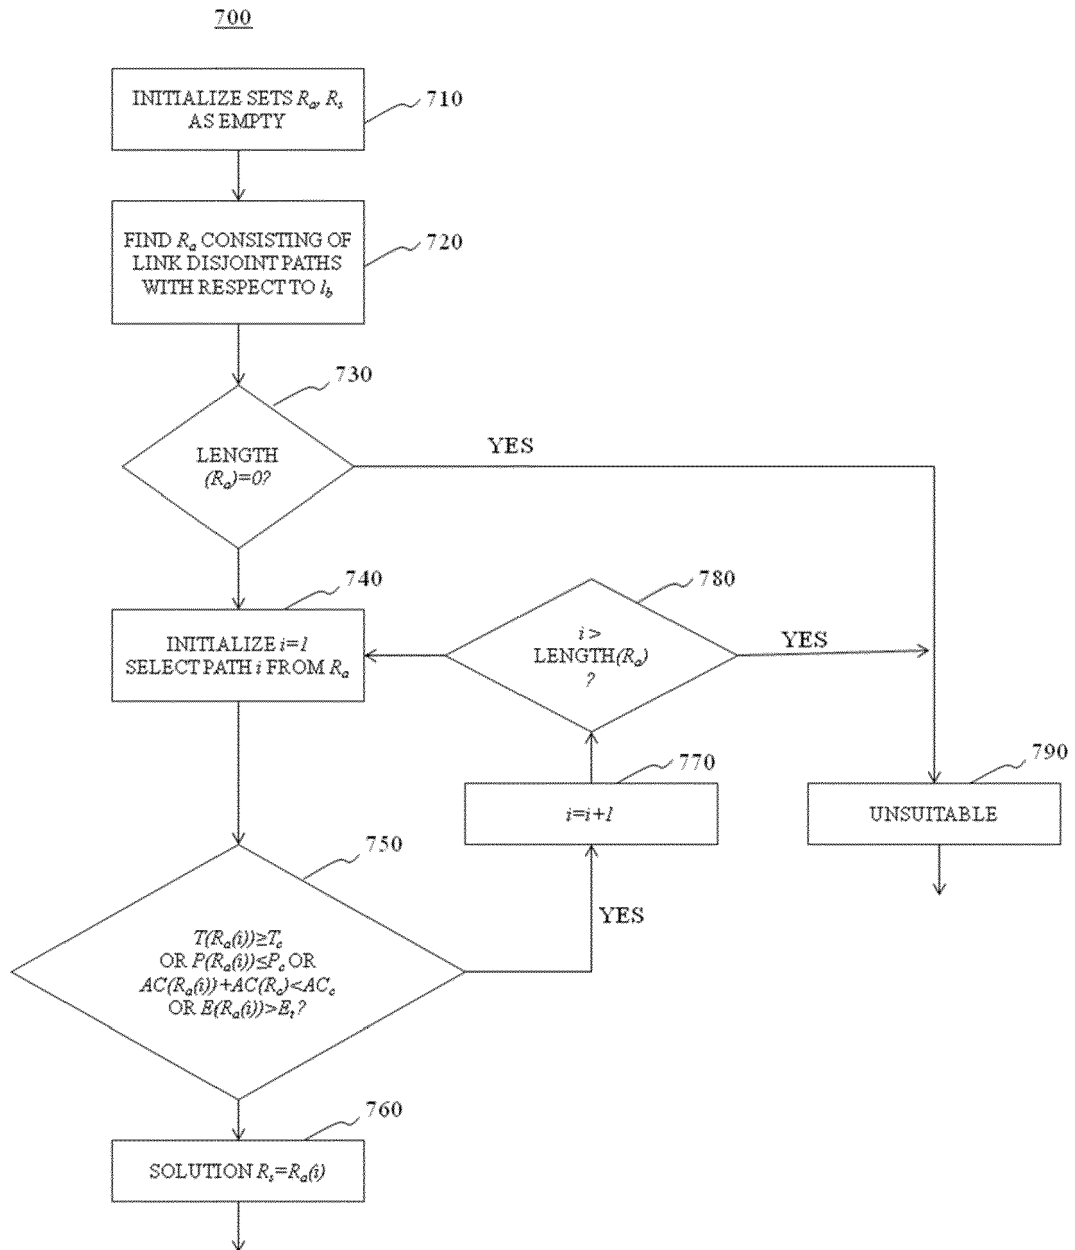 700
INITIALIZE SETS Ra, Rs
AS EMPTY
710
FIND Ra CONSISTING OF
LINK DISJOINT PATHS
WITH RESPECT TO lb
720
730
LENGTH
(Ra)=0?
YES
740
INITIALIZE i=1
SELECT PATH i FROM Ra
780
i >
LENGTH(Ra)
?
YES
770
i=i+1
790
UNSUITABLE
750
T(Ra(i))≥Tc
OR P(Ra(i))≤Pc OR
AC(Ra(i))+AC(Rc)<ACc
OR E(Ra(i))>Et?
YES
760
SOLUTION Rs=Ra(i)